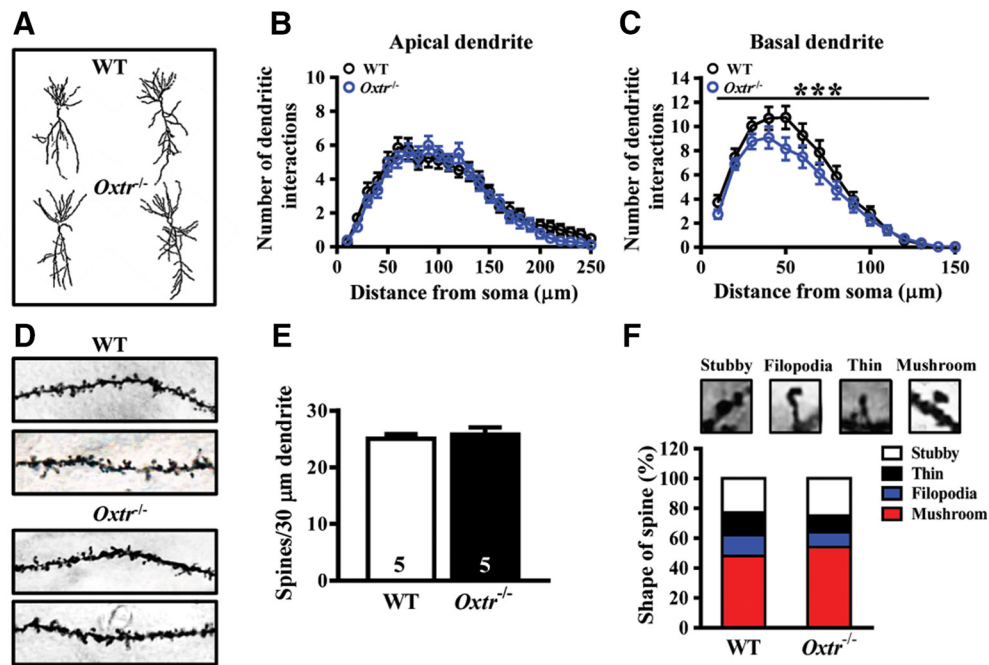 A
WT
Oxtr-/-
B
Apical dendrite
WT
Oxtr-/-
Number of dendritic
interactions
10
8
6
4
2
0
0 50 100 150 200 250
Distance from soma (μm)
C
Basal dendrite
WT
Oxtr-/-
***
Number of dendritic
interactions
14
12
10
8
6
4
2
0
0 50 100 150
Distance from soma (μm)
D
WT
Oxtr-/-
E
Spines/30 μm dendrite
30
20
10
0
5 5
WT Oxtr-/-
F
Stubby Filopodia Thin Mushroom
Shape of spine (%)
120
100
80
60
40
20
0
Stubby
Thin
Filopodia
Mushroom
WT Oxtr-/-